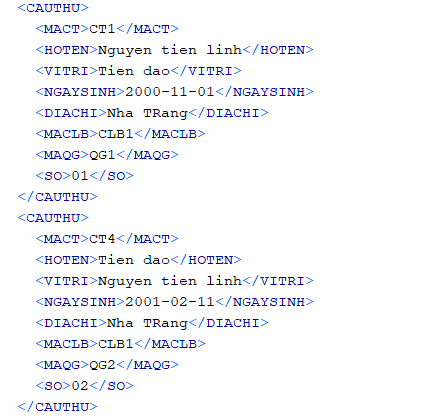 <CAUTHU>
<MACT>CT1</MACT>
<HOTEN>Nguyen tien linh</HOTEN>
<VITRI>Tien dao</VITRI>
<NGAYSINH>2000-11-01</NGAYSINH>
<DIACHI>Nha TRang</DIACHI>
<MACLB>CLB1</MACLB>
<MAQG>QG1</MAQG>
<SO>01</SO>
</CAUTHU>
<CAUTHU>
<MACT>CT4</MACT>
<HOTEN>Tien dao</HOTEN>
<VITRI>Nguyen tien linh</VITRI>
<NGAYSINH>2001-02-11</NGAYSINH>
<DIACHI>Nha TRang</DIACHI>
<MACLB>CLB1</MACLB>
<MAQG>QG2</MAQG>
<SO>02</SO>
</CAUTHU>